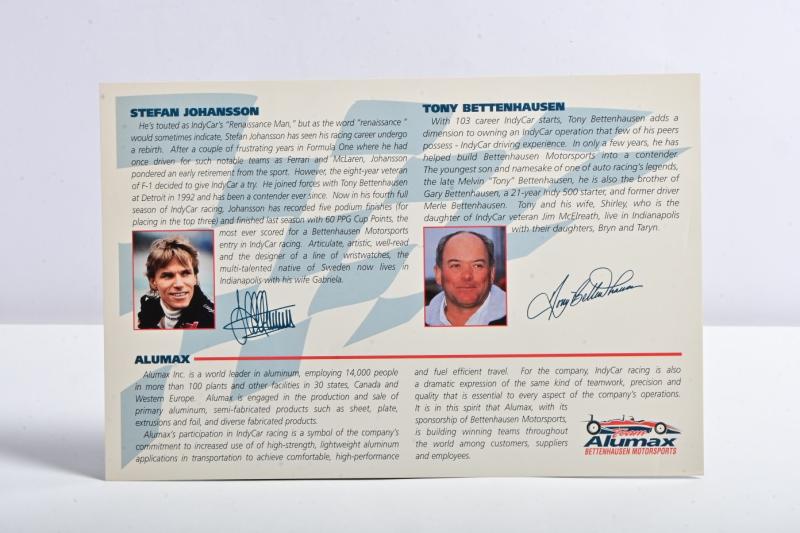 STEFAN JOHANSSON
He's touted as IndyCar's "Renaissance Man," but as the word "renaissance"
would sometimes indicate, Stefan Johansson has seen his racing career undergo
a rebirth. After a couple of frustrating years in Formula One where he had
once driven for such notable teams as Ferrari and McLaren, Johansson
pondered an early retirement from the sport. However, the eight-year veteran
of F-1 decided to give IndyCar a try. He joined forces with Tony Bettenhausen
at Detroit in 1992 and has been a contender ever since. Now in his fourth full
season of IndyCar racing, Johansson has recorded five podium finishes (for
placing in the top three) and finished last season with 60 PPG Cup Points, the
most ever scored for a Bettenhausen Motorsports
entry in IndyCar racing. Articulate, artistic, well-read
and the designer of a line of wristwatches, the
multi-talented native of Sweden now lives in
Indianapolis with his wife Gabriela.
TONY BETTENHAUSEN
With 103 career IndyCar starts, Tony Bettenhausen adds a
dimension to owning an IndyCar operation that few of his peers
possess - IndyCar driving experience. In only a few years, he has
helped build Bettenhausen Motorsports into a contender.
The youngest son and namesake of one of auto racing's legends,
the late Melvin "Tony" Bettenhausen, he is also the brother of
Gary Bettenhausen, a 21-year Indy 500 starter, and former driver
Merle Bettenhausen. Tony and his wife, Shirley, who is the
daughter of IndyCar veteran Jim McElreath, live in Indianapolis
with their daughters, Bryn and Taryn.
Tony Bettenhausen
ALUMAX
Alumax Inc. is a world leader in aluminum, employing 14,000 people
in more than 100 plants and other facilities in 30 states, Canada and
Western Europe. Alumax is engaged in the production and sale of
primary aluminum, semi-fabricated products such as sheet, plate,
extrusions and foil, and diverse fabricated products.
Alumax's participation in IndyCar racing is a symbol of the company's
commitment to increased use of of high-strength, lightweight aluminum
applications in transportation to achieve comfortable, high-performance
and fuel efficient travel. For the company, IndyCar racing is also
a dramatic expression of the same kind of teamwork, precision and
quality that is essential to every aspect of the company's operations.
It is in this spirit that Alumax, with its
sponsorship of Bettenhausen Motorsports,
is building winning teams throughout
the world among customers, suppliers
and employees.
Team
Alumax
BETTENHAUSEN MOTORSPORTS